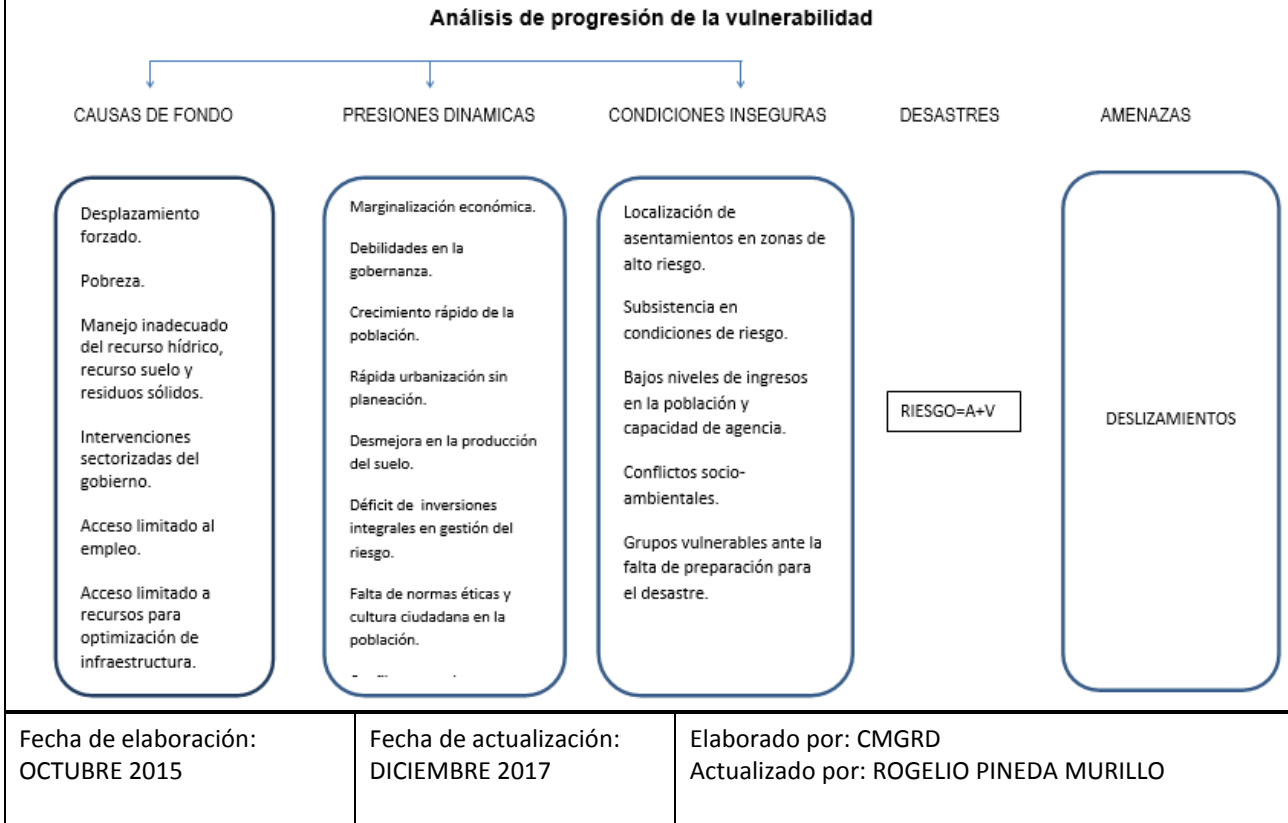 Análisis de progresión de la vulnerabilidad
CAUSAS DE FONDO
PRESIONES DINAMICAS
CONDICIONES INSEGURAS
DESASTRES
AMENAZAS
Desplazamiento
forzado.
Pobreza.
Manejo inadecuado
del recurso hídrico,
recurso suelo y
residuos sólidos.
Intervenciones
sectorizadas del
gobierno.
Acceso limitado al
empleo.
Acceso limitado a
recursos para
optimización de
infraestructura.
Marginalización económica.
Debilidades en la
gobernanza.
Crecimiento rápido de la
población.
Rápida urbanización sin
planeación.
Desmejora en la producción
del suelo.
Déficit de inversiones
integrales en gestión del
riesgo.
Falta de normas éticas y
cultura ciudadana en la
población.
Localización de
asentamientos en zonas de
alto riesgo.
Subsistencia en
condiciones de riesgo.
Bajos niveles de ingresos
en la población y
capacidad de agencia.
Conflictos socio-
ambientales.
Grupos vulnerables ante la
falta de preparación para
el desastre.
RIESGO=A+V
DESLIZAMIENTOS
Fecha de elaboración:
OCTUBRE 2015
Fecha de actualización:
DICIEMBRE 2017
Elaborado por: CMGRD
Actualizado por: ROGELIO PINEDA MURILLO